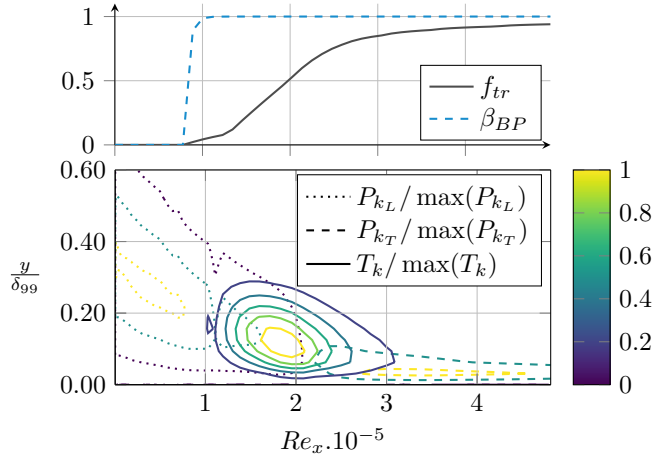 1
0.5
0
f_{tr}
β_{BP}
0.60
0.40
0.20
0.00
y/δ_{99}
P_{k_L}/ max(P_{k_L})
P_{k_T}/ max(P_{k_T})
T_k/ max(T_k)
1
0.8
0.6
0.4
0.2
0
1 2 3 4
Re_x.10^{-5}